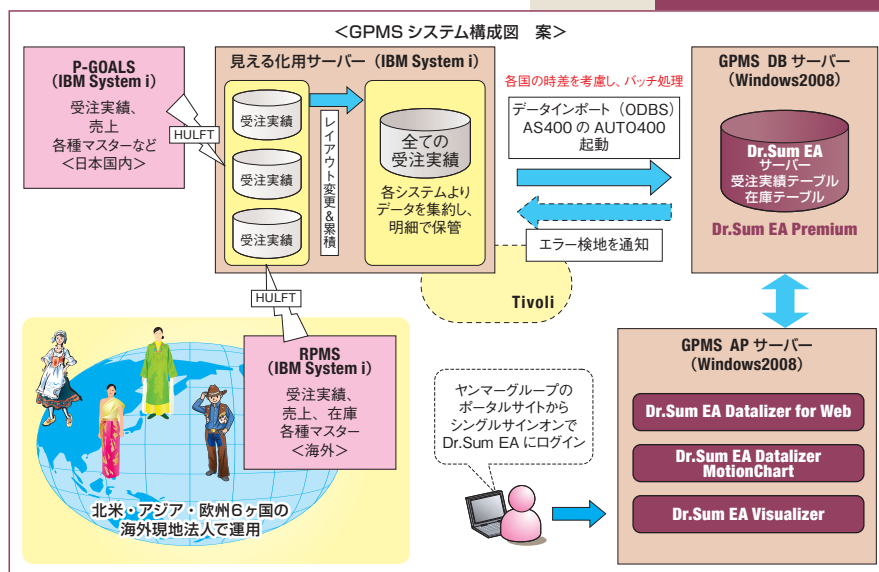 ＜GPMS システム構成図　案＞
P-GOALS
（IBM System i）
受注実績、
売上
各種マスターなど
＜日本国内＞
HULFT
見える化用サーバー（IBM System i）
受注実績
受注実績
受注実績
レイアウト変更＆累積
全ての
受注実績
各システムより
データを集約し、
明細で保管
各国の時差を考慮し、バッチ処理
データインポート（ODBS）
AS400 の AUTO400
起動
エラー検地を通知
Tivoli
GPMS DB サーバー
（Windows2008）
Dr.Sum EA
サーバー
受注実績テーブル
在庫テーブル
Dr.Sum EA Premium
HULFT
RPMS
（IBM System i）
受注実績、
売上、在庫
各種マスター
＜海外＞
北米・アジア・欧州６ヶ国の
海外現地法人で運用
ヤンマーグループの
ポータルサイトから
シングルサインオンで
Dr.Sum EA にログイン
GPMS AP サーバー
（Windows2008）
Dr.Sum EA Datalizer for Web
Dr.Sum EA Datalizer
MotionChart
Dr.Sum EA Visualizer